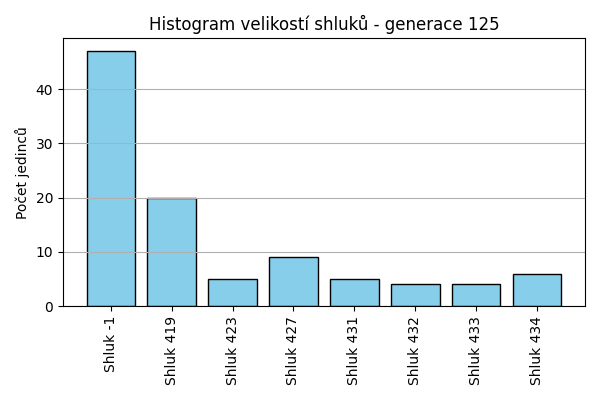 Histogram velikostí shluků - generace 125
Počet jedinců
40
30
20
10
0
Shluk -1
Shluk 419
Shluk 423
Shluk 427
Shluk 431
Shluk 432
Shluk 433
Shluk 434